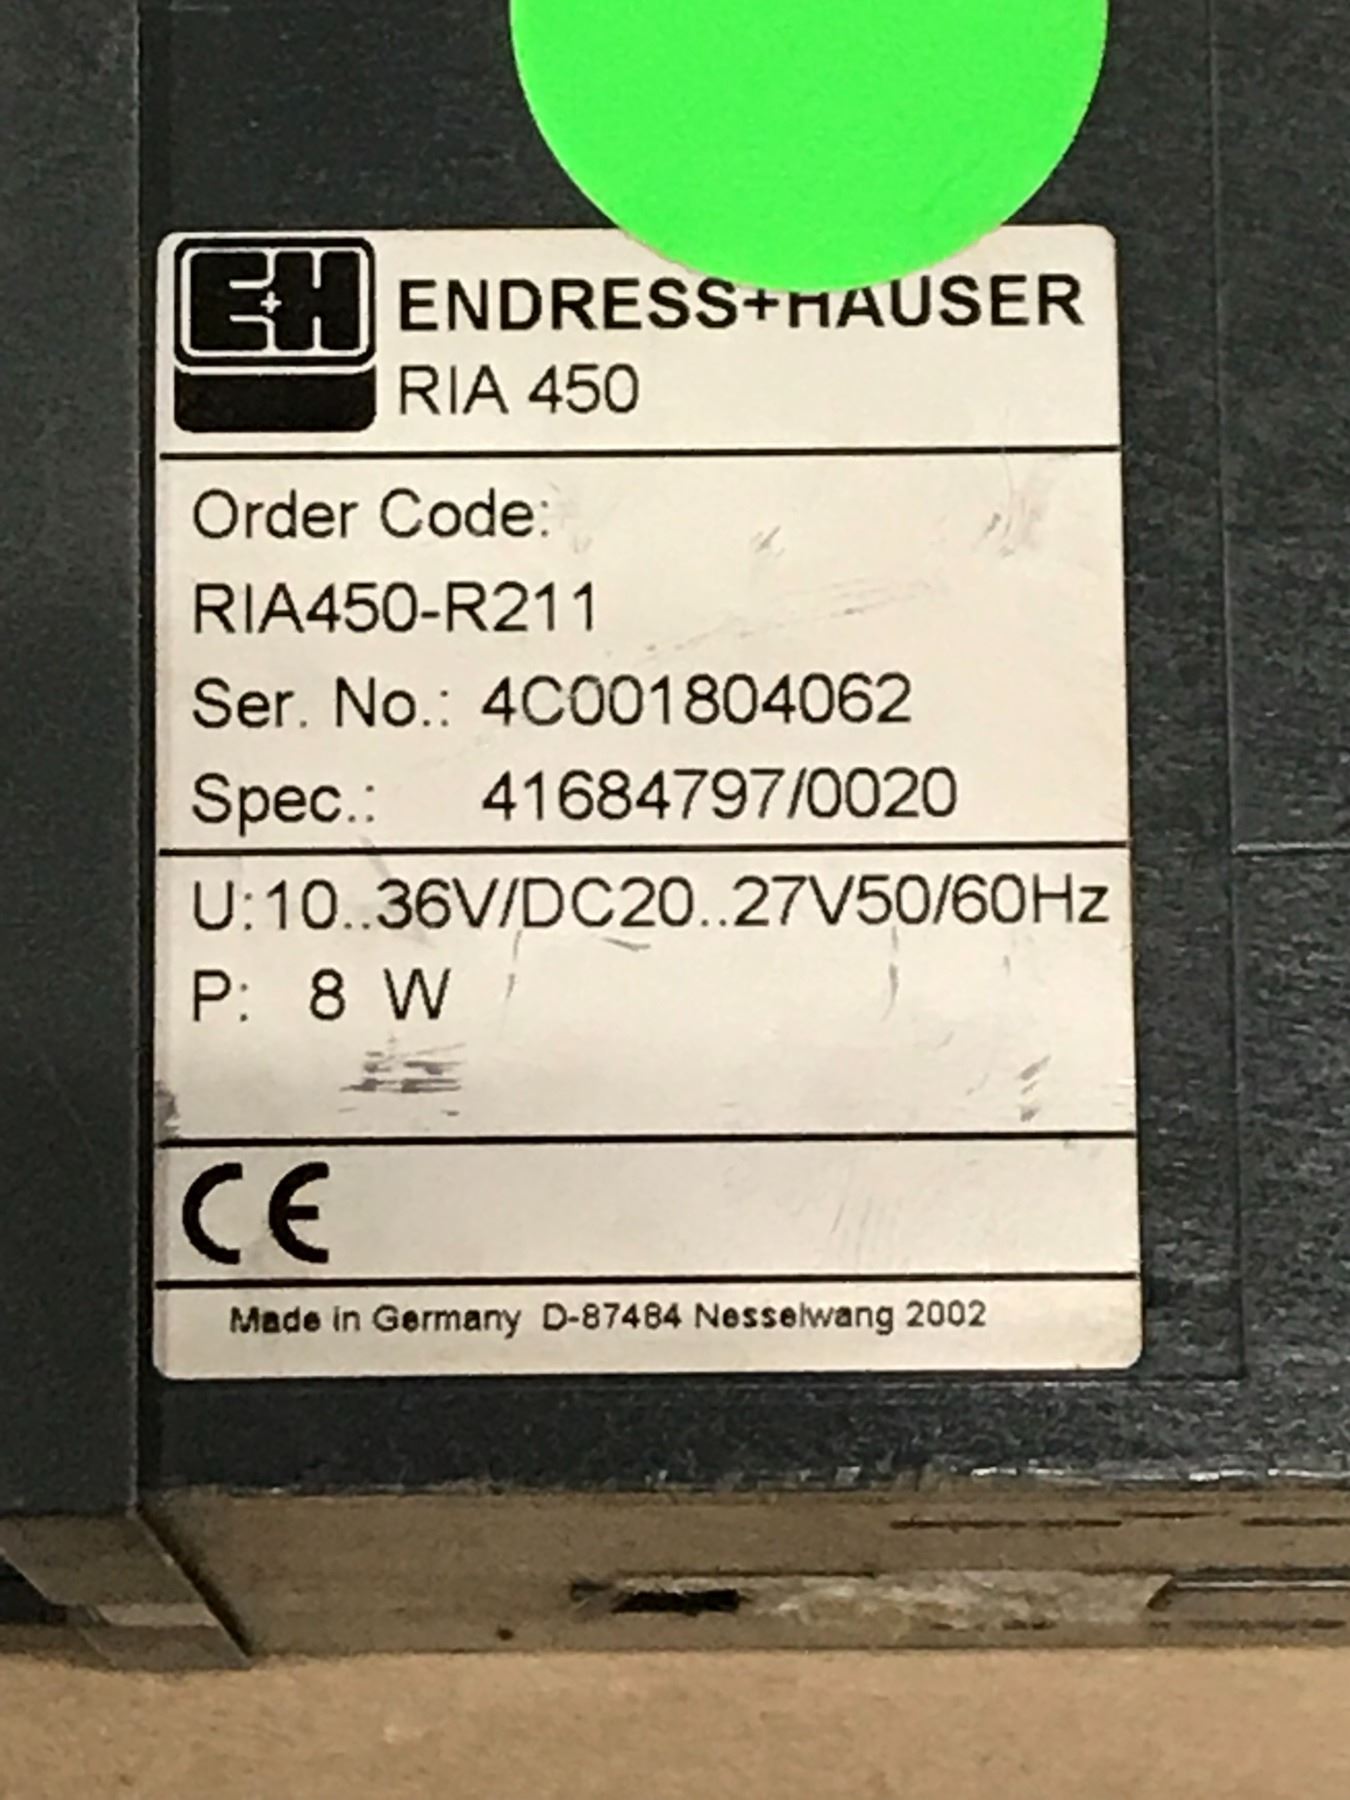 E+H ENDRESS+HAUSER
RIA 450
Order Code:
RIA450-R211
Ser. No.: 4C001804062
Spec.: 41684797/0020
U:10..36V/DC20..27V50/60Hz
P: 8 W
CE
Made in Germany D-87484 Nesselwang 2002